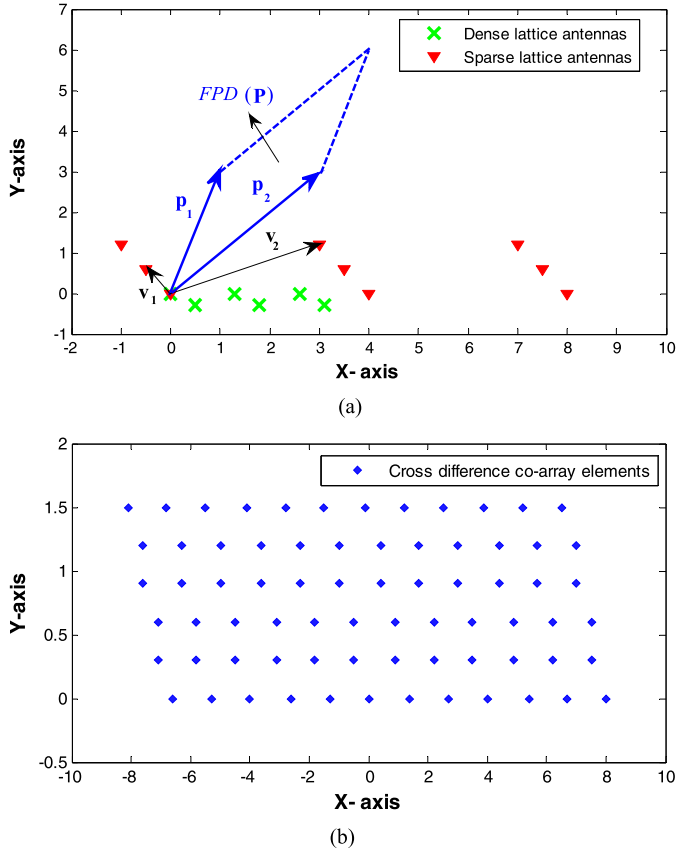 7
6
5
4
3
2
1
0
-1
Y-axis
Dense lattice antennas
Sparse lattice antennas
FPD (P)
p1
p2
v2
v1
-2 -1 0 1 2 3 4 5 6 7 8 9 10
X- axis
(a)
2
1.5
1
0.5
0
-0.5
Y-axis
Cross difference co-array elements
-10 -8 -6 -4 -2 0 2 4 6 8 10
X- axis
(b)